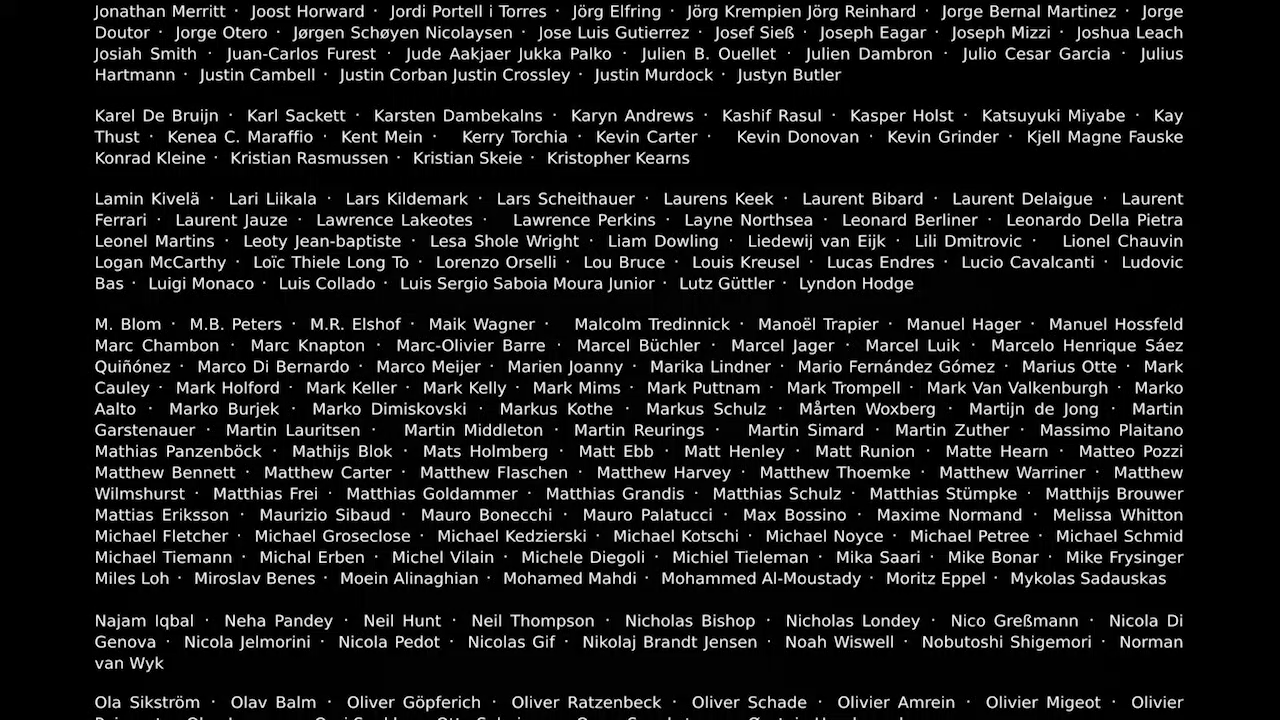 Jonathan Merritt · Joost Horward · Jordi Portell i Torres · Jörg Elfring · Jörg Krempien Jörg Reinhard · Jorge Bernal Martinez · Jorge
Doutor · Jorge Otero · Jørgen Schøyen Nicolaysen · Jose Luis Gutierrez · Josef Sieß · Joseph Eagar · Joseph Mizzi · Joshua Leach
Josiah Smith · Juan-Carlos Furest · Jude Aakjaer Jukka Palko · Julien B. Ouellet · Julien Dambron · Julio Cesar Garcia · Julius
Hartmann · Justin Cambell · Justin Corban Justin Crossley · Justin Murdock · Justyn Butler
Karel De Bruijn · Karl Sackett · Karsten Dambekalns · Karyn Andrews · Kashif Rasul · Kasper Holst · Katsuyuki Miyabe · Kay
Thust · Kenea C. Maraffio · Kent Mein · Kerry Torchia · Kevin Carter · Kevin Donovan · Kevin Grinder · Kjell Magne Fauske
Konrad Kleine · Kristian Rasmussen · Kristian Skeie · Kristopher Kearns
Lamin Kivelä · Lari Liikala · Lars Kildemark · Lars Scheithauer · Laurens Keek · Laurent Bibard · Laurent Delaigue · Laurent
Ferrari · Laurent Jauze · Lawrence Lakeotes · Lawrence Perkins · Layne Northsea · Leonard Berliner · Leonardo Della Pietra
Leonel Martins · Leoty Jean-baptiste · Lesa Shole Wright · Liam Dowling · Liedewij van Eijk · Lili Dmitrovic · Lionel Chauvin
Logan McCarthy · Loïc Thiele Long To · Lorenzo Orselli · Lou Bruce · Louis Kreusel · Lucas Endres · Lucio Cavalcanti · Ludovic
Bas · Luigi Monaco · Luis Collado · Luis Sergio Saboia Moura Junior · Lutz Güttler · Lyndon Hodge
M. Blom · M.B. Peters · M.R. Elshof · Maik Wagner · Malcolm Tredinnick · Manoël Trapier · Manuel Hager · Manuel Hossfeld
Marc Chambon · Marc Knapton · Marc-Olivier Barre · Marcel Büchler · Marcel Jager · Marcel Luik · Marcelo Henrique Sáez
Quiñónez · Marco Di Bernardo · Marco Meijer · Marien Joanny · Marika Lindner · Mario Fernández Gómez · Marius Otte · Mark
Cauley · Mark Holford · Mark Keller · Mark Kelly · Mark Mims · Mark Puttnam · Mark Trompell · Mark Van Valkenburgh · Marko
Aalto · Marko Burjek · Marko Dimiskovski · Markus Kothe · Markus Schulz · Mårten Woxberg · Martijn de Jong · Martin
Garstenauer · Martin Lauritsen · Martin Middleton · Martin Reurings · Martin Simard · Martin Zuther · Massimo Plaitano
Mathias Panzenböck · Mathijs Blok · Mats Holmberg · Matt Ebb · Matt Henley · Matt Runion · Matte Hearn · Matteo Pozzi
Matthew Bennett · Matthew Carter · Matthew Flaschen · Matthew Harvey · Matthew Thoemke · Matthew Warriner · Matthew
Wilmshurst · Matthias Frei · Matthias Goldammer · Matthias Grandis · Matthias Schulz · Matthias Stümpke · Matthijs Brouwer
Mattias Eriksson · Maurizio Sibaud · Mauro Bonecchi · Mauro Palatucci · Max Bossino · Maxime Normand · Melissa Whitton
Michael Fletcher · Michael Groseclose · Michael Kedzierski · Michael Kotschi · Michael Noyce · Michael Petree · Michael Schmid
Michael Tiemann · Michal Erben · Michel Vilain · Michele Diegoli · Michiel Tieleman · Mika Saari · Mike Bonar · Mike Frysinger
Miles Loh · Miroslav Benes · Moein Alinaghian · Mohamed Mahdi · Mohammed Al-Moustady · Moritz Eppel · Mykolas Sadauskas
Najam Iqbal · Neha Pandey · Neil Hunt · Neil Thompson · Nicholas Bishop · Nicholas Londey · Nico Greßmann · Nicola Di
Genova · Nicola Jelmorini · Nicola Pedot · Nicolas Gif · Nikolaj Brandt Jensen · Noah Wiswell · Nobutoshi Shigemori · Norman
van Wyk
Ola Sikström · Olav Balm · Oliver Göpferich · Oliver Ratzenbeck · Oliver Schade · Olivier Amrein · Olivier Migeot · Olivier